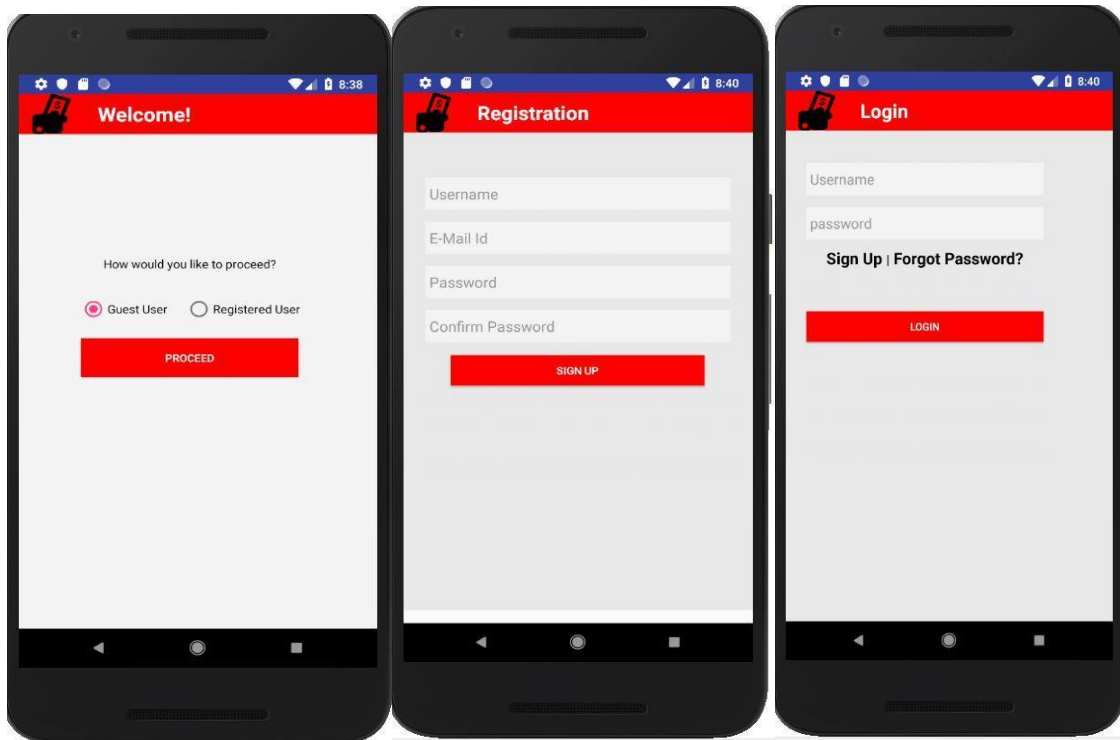 8:38
Welcome!
How would you like to proceed?
Guest User
Registered User
PROCEED
8:40
Registration
Username
E-Mail Id
Password
Confirm Password
SIGN UP
8:40
Login
Username
password
Sign Up | Forgot Password?
LOGIN